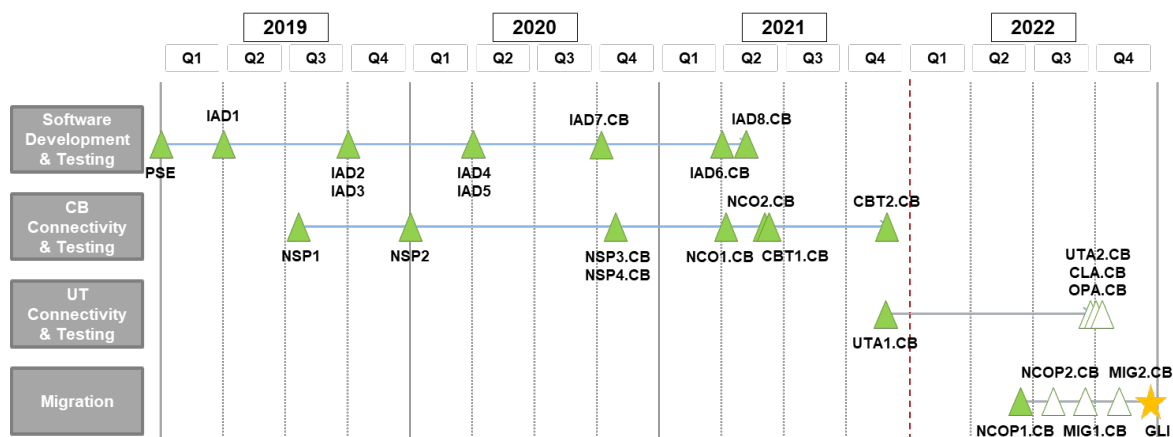 2019
2020
2021
2022
Q1
Q2
Q3
Q4
Q1
Q2
Q3
Q4
Q1
Q2
Q3
Q4
Q1
Q2
Q3
Q4
Software
Development
& Testing
IAD1
IAD7.CB
IAD8.CB
PSE
IAD2
IAD3
IAD4
IAD5
IAD6.CB
CB
Connectivity
& Testing
NCO2.CB
CBT2.CB
NSP1
NSP2
NSP3.CB
NSP4.CB
NCO1.CB
CBT1.CB
UT
Connectivity
& Testing
UTA2.CB
CLA.CB
OPA.CB
UTA1.CB
Migration
NCOP2.CB
MIG2.CB
NCOP1.CB
MIG1.CB
GLI